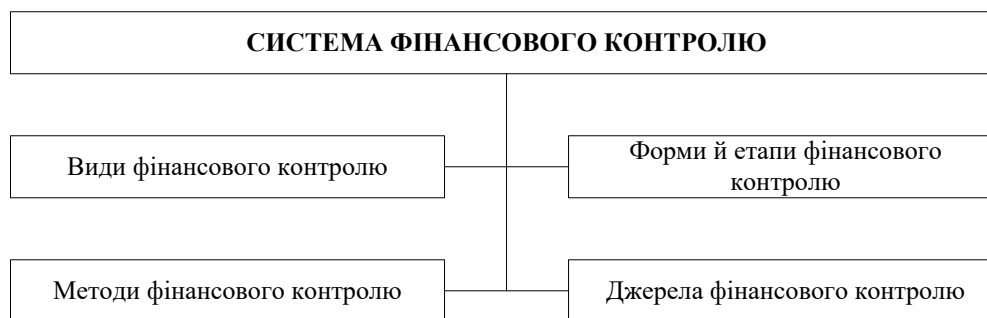 СИСТЕМА ФІНАНСОВОГО КОНТРОЛЮ
Види фінансового контролю
Форми й етапи фінансового
контролю
Методи фінансового контролю
Джерела фінансового контролю